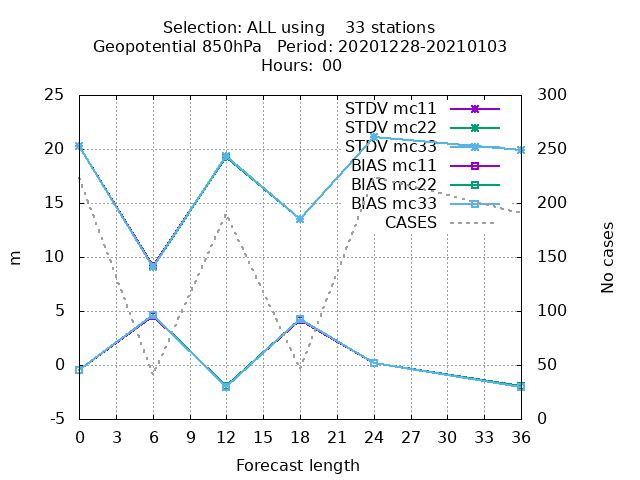 Selection: ALL using    33 stations
Geopotential 850hPa   Period: 20201228-20210103
Hours: 00
25
20
15
10
5
0
-5
m
300
250
200
150
100
50
0
No cases
STDV mc11
STDV mc22
STDV mc33
BIAS mc11
BIAS mc22
BIAS mc33
CASES
0 3 6 9 12 15 18 21 24 27 30 33 36
Forecast length